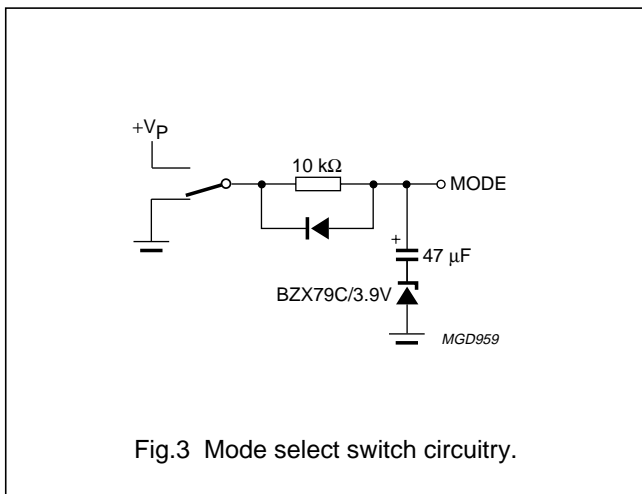 +VP
10 kΩ
MODE
+
47 μF
BZX79C/3.9V
MGD959
Fig.3 Mode select switch circuitry.